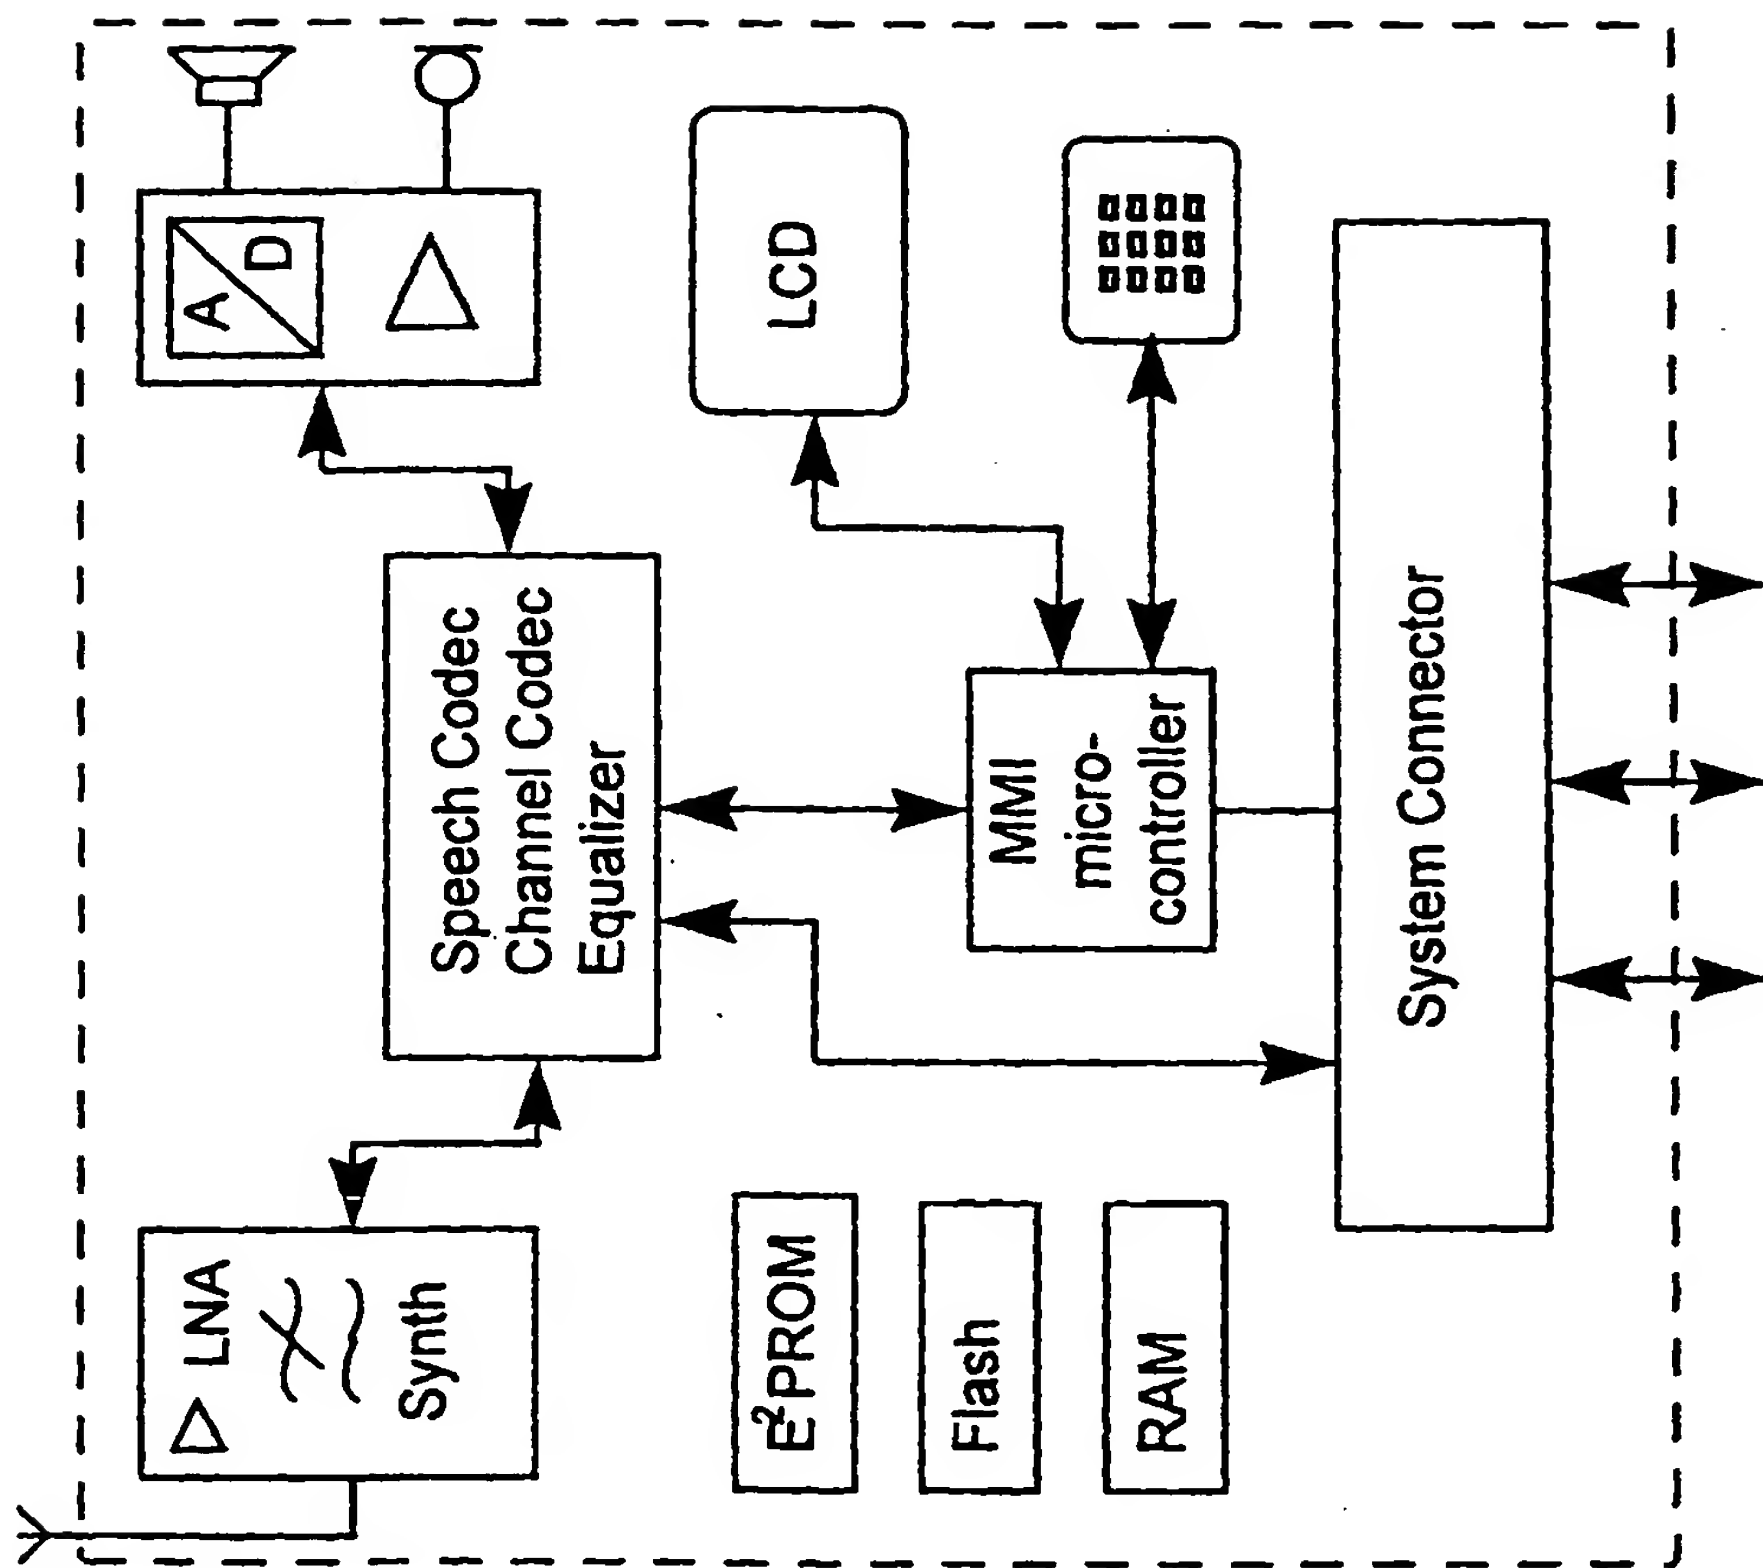 LNA
Synth
Speech Codec
Channel Codec
Equalizer
A
D
E²PROM
Flash
RAM
LCD
MMI
micro-
controller
System Connector